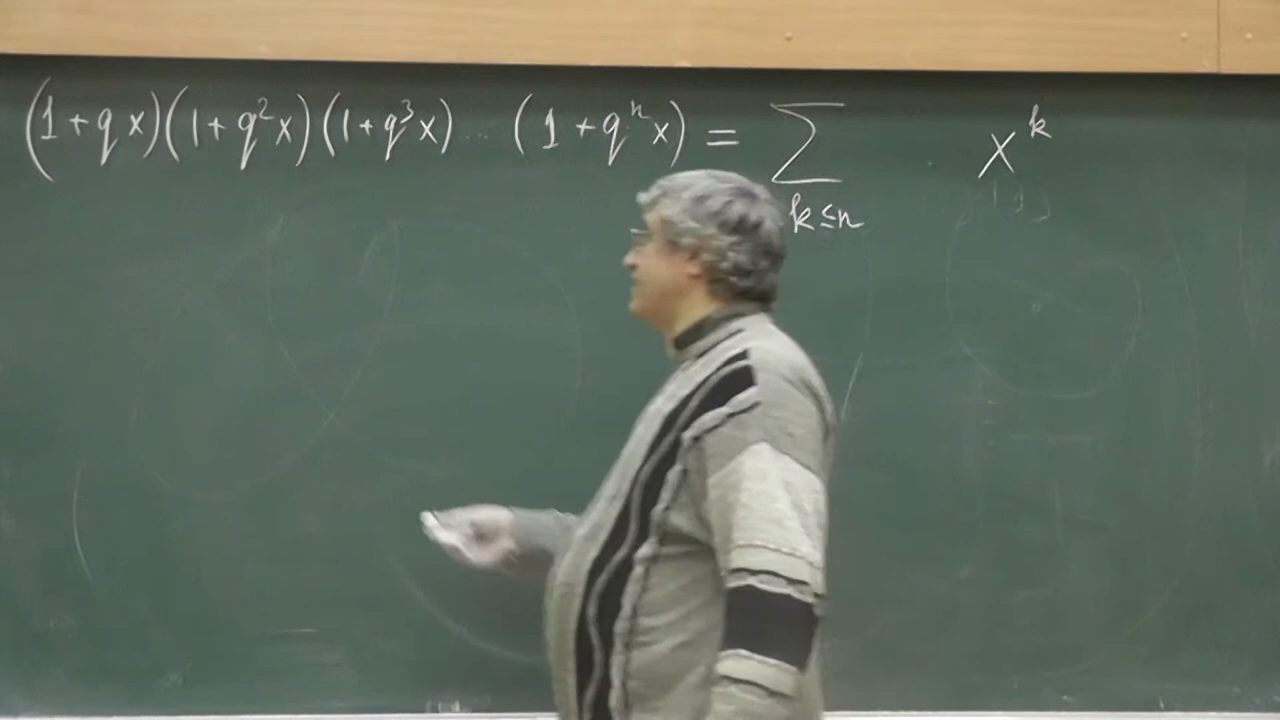 (1+qx)(1+q²x)(1+q³x)...(1+qⁿx) = ∑ xᵏ
k≤n